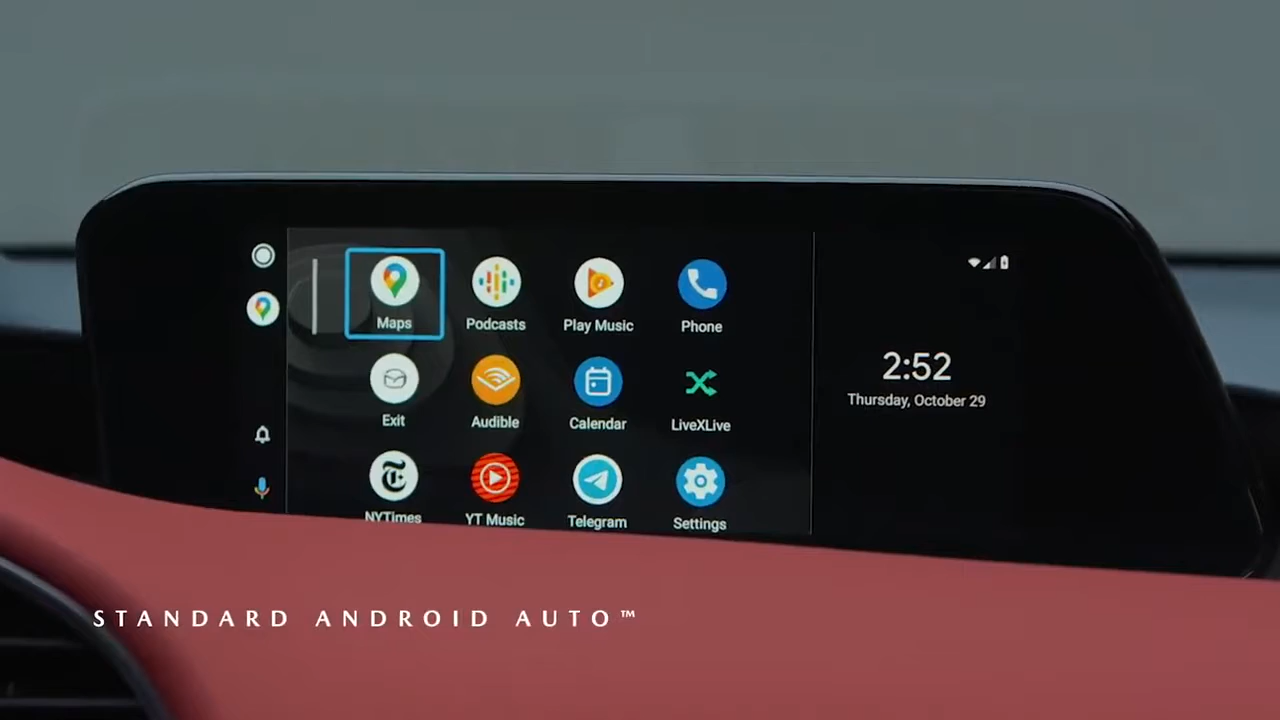 Maps Podcasts Play Music Phone
2:52
Thursday, October 29
Exit Audible Calendar LiveXLive
NYTimes YT Music Telegram Settings
STANDARD ANDROID AUTO™